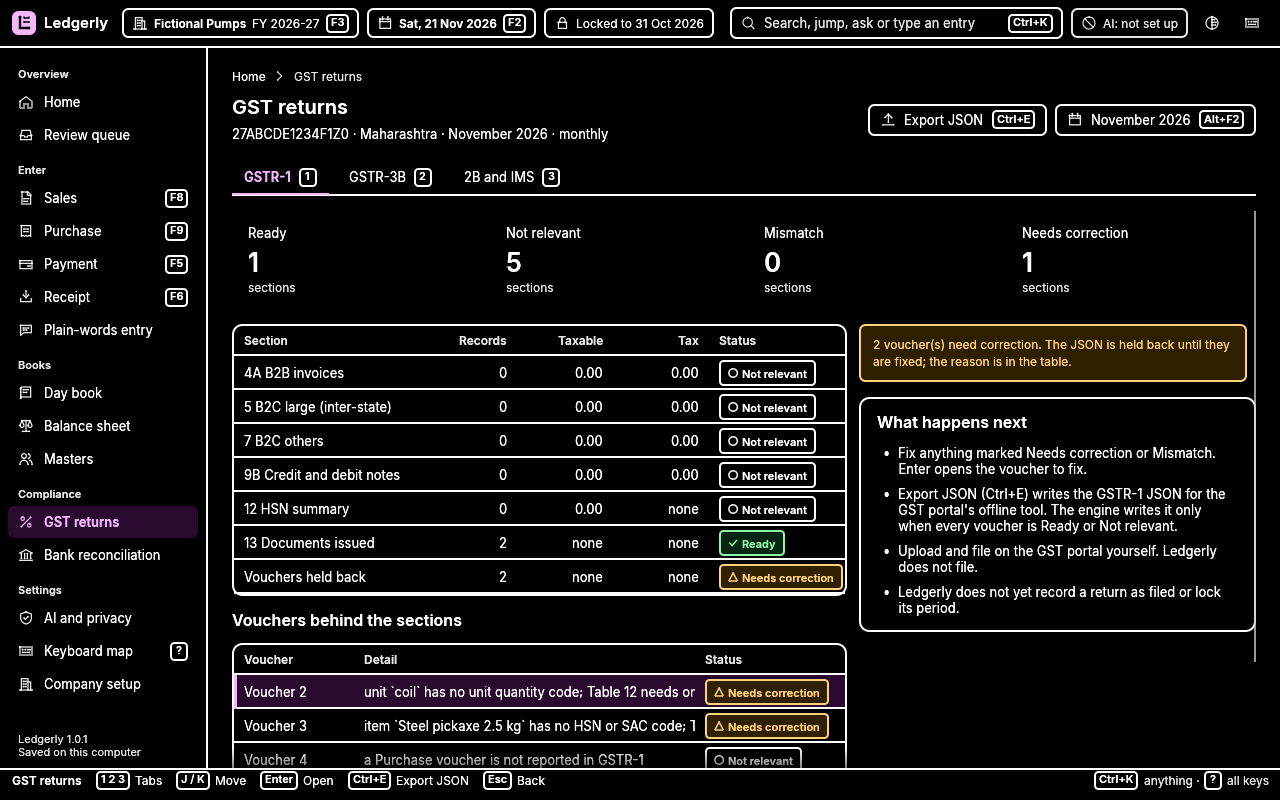 Ledgerly
Fictional Pumps FY 2026-27 F3
Sat, 21 Nov 2026 F2
Locked to 31 Oct 2026
Search, jump, ask or type an entry Ctrl+K
AI: not set up
Overview
Home
Review queue
Enter
Sales F8
Purchase F9
Payment F5
Receipt F6
Plain-words entry
Books
Day book
Balance sheet
Masters
Compliance
GST returns
Bank reconciliation
Settings
AI and privacy
Keyboard map ?
Company setup
Ledgerly 1.0.1
Saved on this computer
Home GST returns
GST returns
27ABCDE1234F1Z0 · Maharashtra · November 2026 · monthly
Export JSON Ctrl+E
November 2026 Alt+F2
GSTR-1 1 GSTR-3B 2 2B and IMS 3
Ready Not relevant Mismatch Needs correction
1 5 0 1
sections sections sections sections
Section Records Taxable Tax Status
4A B2B invoices 0 0.00 0.00 Not relevant
5 B2C large (inter-state) 0 0.00 0.00 Not relevant
7 B2C others 0 0.00 0.00 Not relevant
9B Credit and debit notes 0 0.00 0.00 Not relevant
12 HSN summary 0 none Not relevant
13 Documents issued 2 none none Ready
Vouchers held back 2 none none Needs correction
2 voucher(s) need correction. The JSON is held back until they
are fixed; the reason is in the table.
What happens next
• Fix anything marked Needs correction or Mismatch.
Enter opens the voucher to fix.
• Export JSON (Ctrl+E) writes the GSTR-1 JSON for the
GST portal's offline tool. The engine writes it only
when every voucher is Ready or Not relevant.
• Upload and file on the GST portal yourself. Ledgerly
does not file.
• Ledgerly does not yet record a return as filed or lock
its period.
Vouchers behind the sections
Voucher Detail Status
Voucher 2 unit `coil` has no unit quantity code; Table 12 needs or Needs correction
Voucher 3 item `Steel pickaxe 2.5 kg` has no HSN or SAC code; T Needs correction
Voucher 4 a Purchase voucher is not reported in GSTR-1 Not relevant
GST returns 1 2 3 Tabs J / K Move Enter Open Ctrl+E Export JSON Esc Back Ctrl+K anything · ? all keys